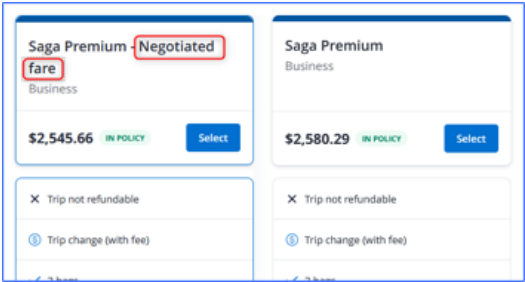 Saga Premium - Negotiated
fare
Business
$2,545.66 IN POLICY Select
Trip not refundable
Trip change (with fee)
Saga Premium
Business
$2,580.29 IN POLICY Select
Trip not refundable
Trip change (with fee)